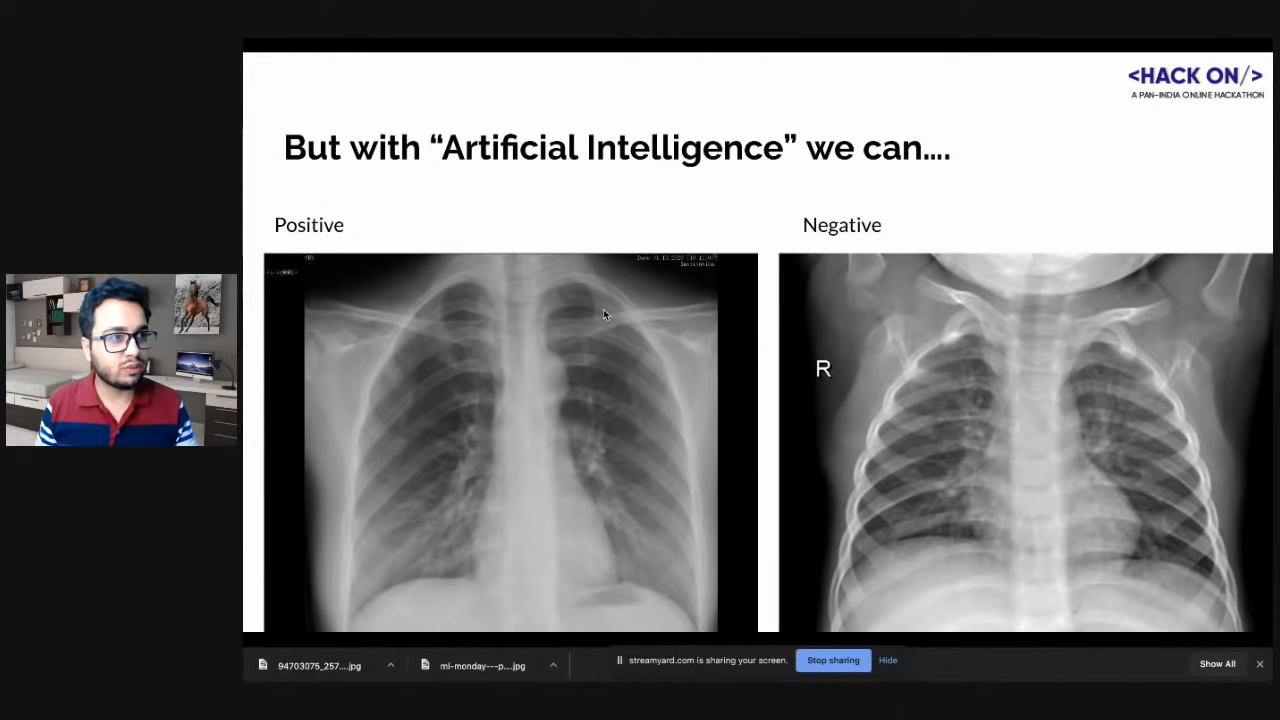 <HACK ON/>
A PAN-INDIA ONLINE HACKATHON
But with “Artificial Intelligence” we can....
Positive
Negative
Institution
R
94703075_257....jpg
ml-monday---p....jpg
streamyard.com is sharing your screen.
Stop sharing
Hide
Show All